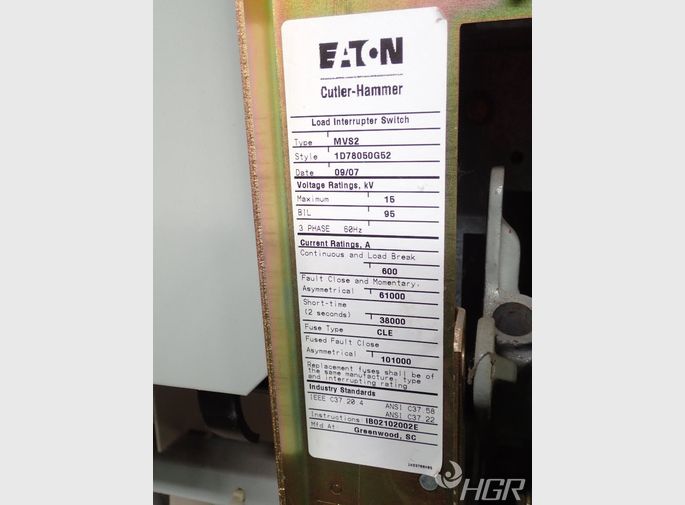 EATON
Cutler-Hammer
Load Interrupter Switch
Type MVS2
Style 1D78050G52
Date 09/07
Voltage Ratings, kV
Maximum 15
BIL 95
3 PHASE 60Hz
Current Ratings, A
Continuous and Load Break
600
Fault Close and Momentary,
Asymmetrical 61000
Short-time
(2 seconds) 38000
Fuse Type CLE
Fused Fault Close
Asymmetrical 101000
Replacement fuses shall be of
the same manufacture, type
and interrupting rating
Industry Standards
IEEE C37.20.4 ANSI C37.58
ANSI C37.22
Instructions IB02102002E
Mfd At Greenwood, SC
HGR